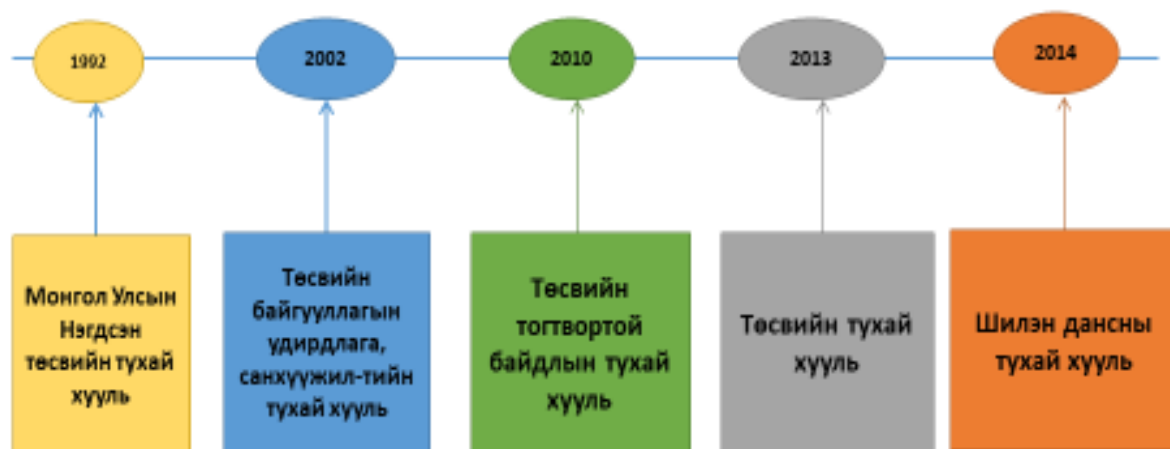 1992
2002
2010
2013
2014
Монгол Улсын
Нэгдсэн
төсвийн тухай
хууль
Төсвийн
байгууллагын
удирдлага,
санхүүжил-тийн
тухай хууль
Төсвийн
тогтвортой
байдлын тухай
хууль
Төсвийн тухай
хууль
Шилэн дансны
тухай хууль